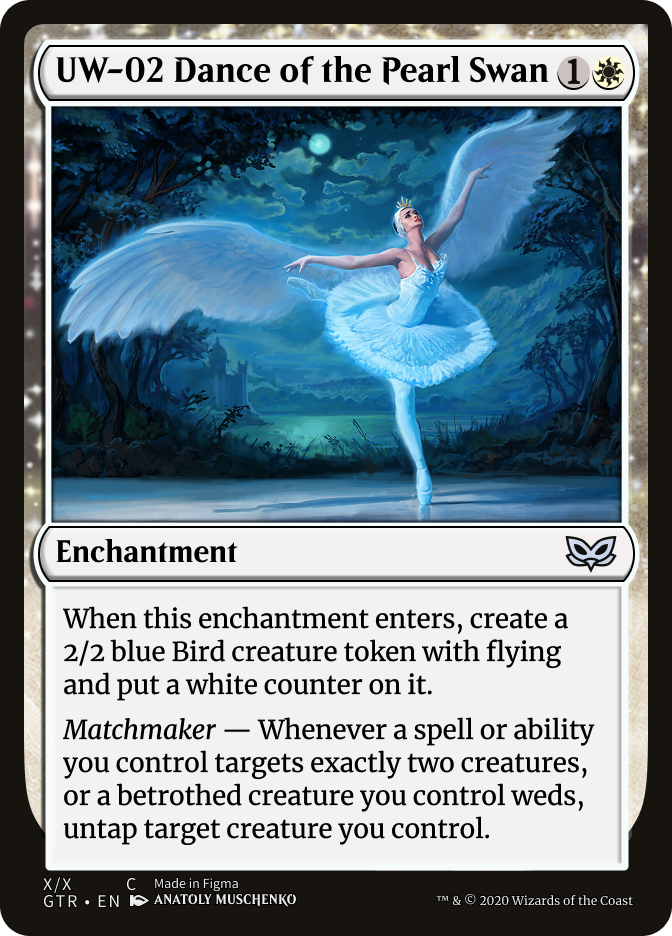 UW-02 Dance of the Pearl Swan 1
Enchantment
When this enchantment enters, create a
2/2 blue Bird creature token with flying
and put a white counter on it.
Matchmaker — Whenever a spell or ability
you control targets exactly two creatures,
or a betrothed creature you control weds,
untap target creature you control.
X/X C Made in Figma
GTR • EN ANATOLY MUSCHENKO
™ & © 2020 Wizards of the Coast